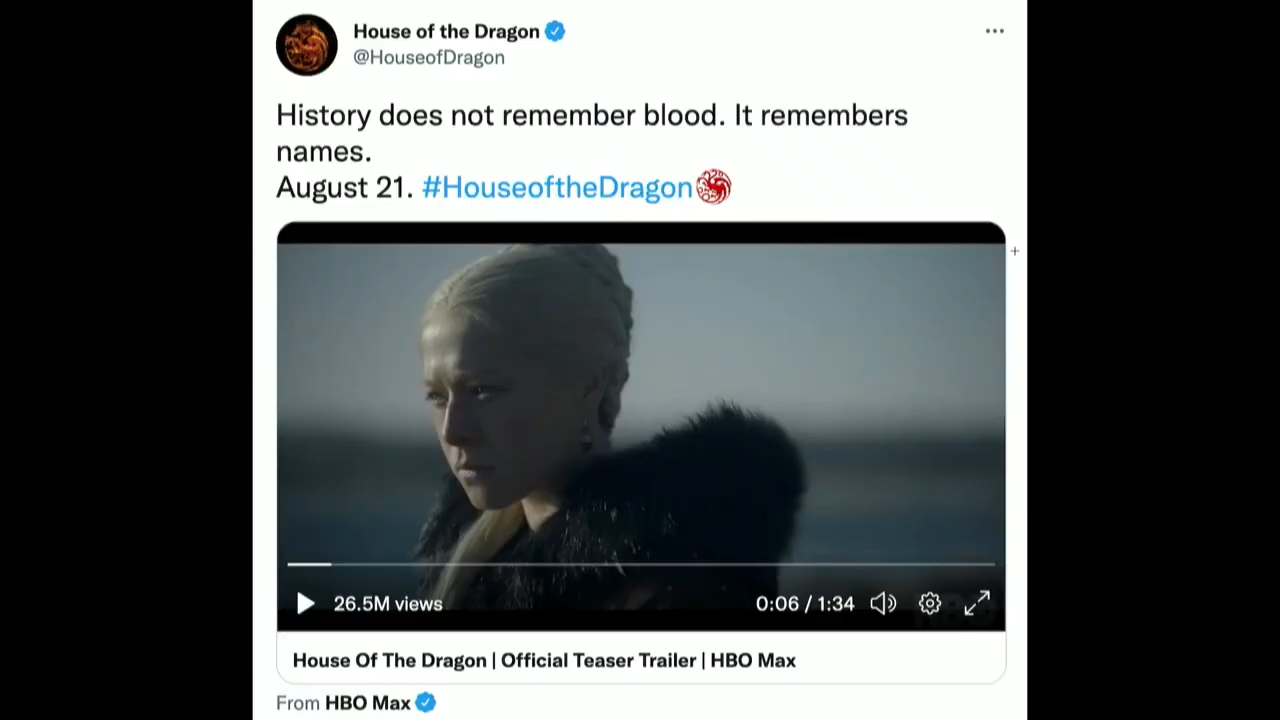 House of the Dragon
@HouseofDragon
History does not remember blood. It remembers
names.
August 21. #HouseoftheDragon
26.5M views
0:06 / 1:34
House Of The Dragon | Official Teaser Trailer | HBO Max
From HBO Max